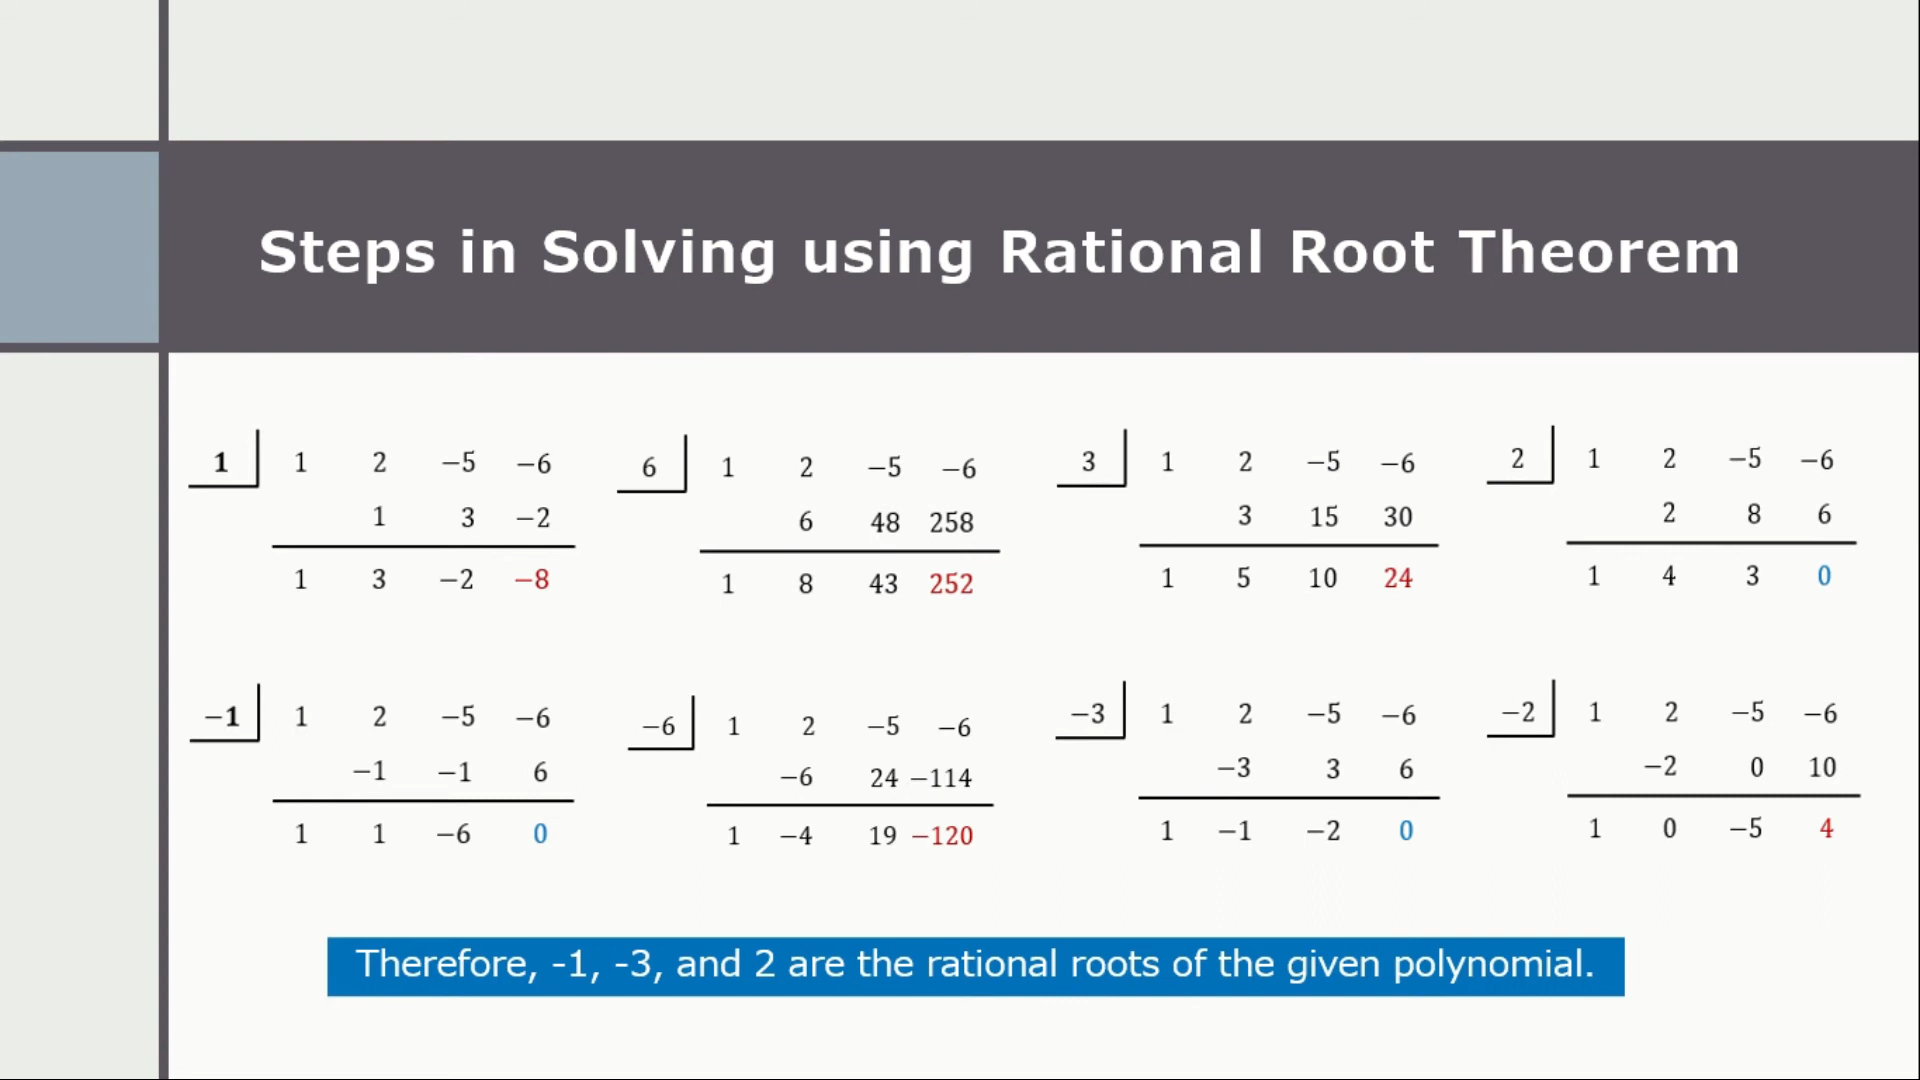 Steps in Solving using Rational Root Theorem
1 1 2 −5 −6
1 3 −2
1 3 −2 −8
6 1 2 −5 −6
6 48 258
1 8 43 252
3 1 2 −5 −6
3 15 30
1 5 10 24
2 1 2 −5 −6
2 8 6
1 4 3 0
−1 1 2 −5 −6
−1 −1 6
1 1 −6 0
−6 1 2 −5 −6
−6 24 −114
1 −4 19 −120
−3 1 2 −5 −6
−3 3 6
1 −1 −2 0
−2 1 2 −5 −6
−2 0 10
1 0 −5 4
Therefore, -1, -3, and 2 are the rational roots of the given polynomial.